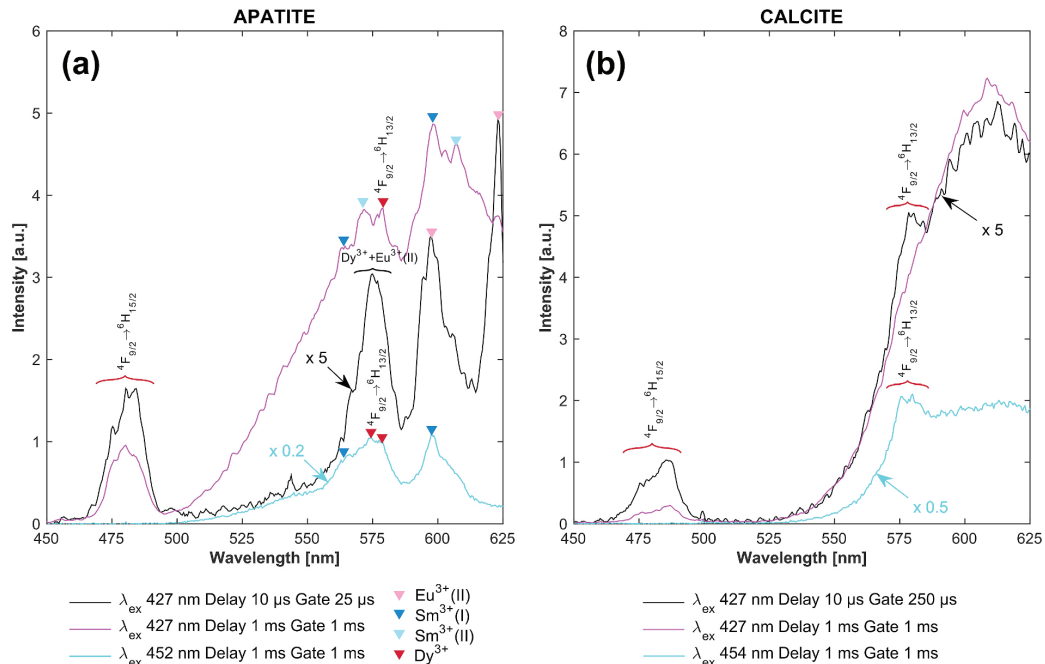 APATITE
(a)
6
5
4
3
2
1
0
Intensity [a.u.]
450 475 500 525 550 575 600 625
Wavelength [nm]
⁴F₉/₂→⁶H₁₅/₂
⁴F₉/₂→⁶H₁₃/₂
Dy³⁺+Eu³⁺(II)
x 5
⁴F₉/₂→⁶H₁₃/₂
x 0.2
λex 427 nm Delay 10 µs Gate 25 µs
λex 427 nm Delay 1 ms Gate 1 ms
λex 452 nm Delay 1 ms Gate 1 ms
Eu³⁺(II)
Sm³⁺(I)
Sm³⁺(II)
Dy³⁺
CALCITE
(b)
8
7
6
5
4
3
2
1
0
Intensity [a.u.]
450 475 500 525 550 575 600 625
Wavelength [nm]
⁴F₉/₂→⁶H₁₅/₂
⁴F₉/₂→⁶H₁₃/₂
x 5
⁴F₉/₂→⁶H₁₃/₂
x 0.5
λex 427 nm Delay 10 µs Gate 250 µs
λex 427 nm Delay 1 ms Gate 1 ms
λex 454 nm Delay 1 ms Gate 1 ms